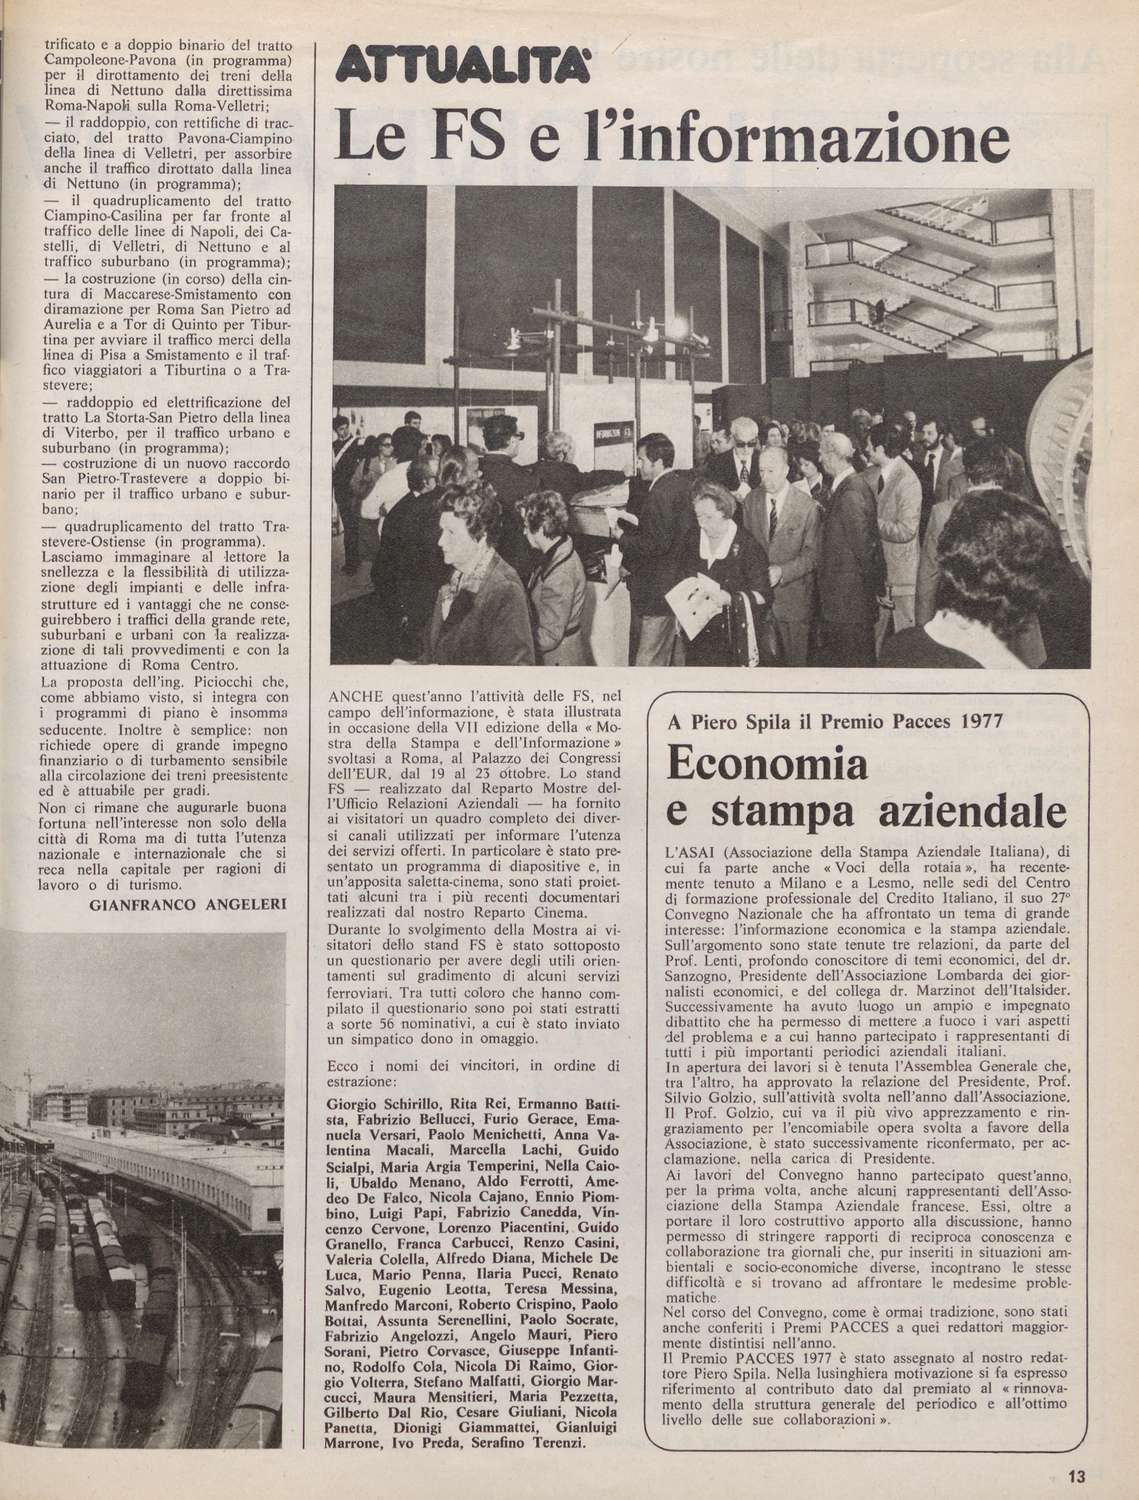 trificato e a doppio binario del tratto
Campoleone-Pavona (in programma)
per il dirottamento dei treni della
linea di Nettuno dalla direttissima
Roma-Napoli sulla Roma-Velletri;
— il raddoppio, con rettifiche di trac-
ciato, del tratto Pavona-Ciampino
della linea di Velletri, per assorbire
anche il traffico dirottato dalla linea
di Nettuno (in programma);
— il quadruplicamento del tratto
Ciampino-Casilina per far fronte al
traffico delle linee di Napoli, dei Ca-
stelli, di Velletri, di Nettuno e al
traffico suburbano (in programma);
— la costruzione (in corso) della cin-
tura di Maccarese-Smistamento con
diramazione per Roma San Pietro ad
Aurelia e a Tor di Quinto per Tibur-
tina per avviare il traffico merci della
linea di Pisa a Smistamento e il traf-
fico viaggiatori a Tiburtina o a Tra-
stevere;
— raddoppio ed elettrificazione del
tratto La Storta-San Pietro della linea
di Viterbo, per il traffico urbano e
suburbano (in programma);
— costruzione di un nuovo raccordo
San Pietro-Trastevere a doppio bi-
nario per il traffico urbano e subur-
bano;
— quadruplicamento del tratto Tra-
stevere-Ostiense (in programma).
Lasciamo immaginare al lettore la
snellezza e la flessibilità di utilizza-
zione degli impianti e delle infra-
strutture ed i vantaggi che ne conse-
guirebbero i traffici della grande rete,
suburbani e urbani con la realizza-
zione di tali provvedimenti e con la
attuazione di Roma Centro.
La proposta dell'ing. Piciocchi che,
come abbiamo visto, si integra con
i programmi di piano è insomma
seducente. Inoltre è semplice: non
richiede opere di grande impegno
finanziario o di turbamento sensibile
alla circolazione dei treni preesistente
ed è attuabile per gradi.
Non ci rimane che augurarle buona
fortuna nell'interesse non solo della
città di Roma ma di tutta l'utenza
nazionale e internazionale che si
reca nella capitale per ragioni di
lavoro o di turismo.
GIANFRANCO ANGELERI
ATTUALITA'
Le FS e l'informazione
INFORMAZIONI FS
ANCHE quest'anno l'attività delle FS, nel
campo dell'informazione, è stata illustrata
in occasione della VII edizione della « Mo-
stra della Stampa e dell'Informazione »
svoltasi a Roma, al Palazzo dei Congressi
dell'EUR, dal 19 al 23 ottobre. Lo stand
FS — realizzato dal Reparto Mostre del-
l'Ufficio Relazioni Aziendali — ha fornito
ai visitatori un quadro completo dei diver-
si canali utilizzati per informare l'utenza
dei servizi offerti. In particolare è stato pre-
sentato un programma di diapositive e, in
un'apposita saletta-cinema, sono stati proiet-
tati alcuni tra i più recenti documentari
realizzati dal nostro Reparto Cinema.
Durante lo svolgimento della Mostra ai vi-
sitatori dello stand FS è stato sottoposto
un questionario per avere degli utili orien-
tamenti sul gradimento di alcuni servizi
ferroviari. Tra tutti coloro che hanno com-
pilato il questionario sono poi stati estratti
a sorte 56 nominativi, a cui è stato inviato
un simpatico dono in omaggio.
Ecco i nomi dei vincitori, in ordine di
estrazione:
Giorgio Schirillo, Rita Rei, Ermanno Batti-
sta, Fabrizio Bellucci, Furio Gerace, Ema-
nuela Versari, Paolo Menichetti, Anna Va-
lentina Macali, Marcella Lachi, Guido
Scialpi, Maria Argia Temperini, Nella Caio-
li, Ubaldo Menano, Aldo Ferrotti, Ame-
deo De Falco, Nicola Cajano, Ennio Piom-
bino, Luigi Papi, Fabrizio Canedda, Vin-
cenzo Cervone, Lorenzo Piacentini, Guido
Granello, Franca Carbucci, Renzo Casini,
Valeria Colella, Alfredo Diana, Michele De
Luca, Mario Penna, Ilaria Pucci, Renato
Salvo, Eugenio Leotta, Teresa Messina,
Manfredo Marconi, Roberto Crispino, Paolo
Bottai, Assunta Serenellini, Paolo Socrate,
Fabrizio Angelozzi, Angelo Mauri, Piero
Sorani, Pietro Corvasce, Giuseppe Infanti-
no, Rodolfo Cola, Nicola Di Raimo, Gior-
gio Volterra, Stefano Malfatti, Giorgio Mar-
cucci, Maura Mensitieri, Maria Pezzetta,
Gilberto Dal Rio, Cesare Giuliani, Nicola
Panetta, Dionigi Giammattei, Gianluigi
Marrone, Ivo Preda, Serafino Terenzi.
A Piero Spila il Premio Pacces 1977
Economia
e stampa aziendale
L'ASAI (Associazione della Stampa Aziendale Italiana), di
cui fa parte anche « Voci della rotaia », ha recente-
mente tenuto a Milano e a Lesmo, nelle sedi del Centro
di formazione professionale del Credito Italiano, il suo 27°
Convegno Nazionale che ha affrontato un tema di grande
interesse: l'informazione economica e la stampa aziendale.
Sull'argomento sono state tenute tre relazioni, da parte del
Prof. Lenti, profondo conoscitore di temi economici, del dr.
Sanzogno, Presidente dell'Associazione Lombarda dei gior-
nalisti economici, e del collega dr. Marzinot dell'Italsider.
Successivamente ha avuto luogo un ampio e impegnato
dibattito che ha permesso di mettere a fuoco i vari aspetti
del problema e a cui hanno partecipato i rappresentanti di
tutti i più importanti periodici aziendali italiani.
In apertura dei lavori si è tenuta l'Assemblea Generale che,
tra l'altro, ha approvato la relazione del Presidente, Prof.
Silvio Golzio, sull'attività svolta nell'anno dall'Associazione.
Il Prof. Golzio, cui va il più vivo apprezzamento e rin-
graziamento per l'encomiabile opera svolta a favore della
Associazione, è stato successivamente riconfermato, per ac-
clamazione, nella carica di Presidente.
Ai lavori del Convegno hanno partecipato quest'anno,
per la prima volta, anche alcuni rappresentanti dell'Asso-
ciazione della Stampa Aziendale francese. Essi, oltre a
portare il loro costruttivo apporto alla discussione, hanno
permesso di stringere rapporti di reciproca conoscenza e
collaborazione tra giornali che, pur inseriti in situazioni am-
bientali e socio-economiche diverse, incontrano le stesse
difficoltà e si trovano ad affrontare le medesime proble-
matiche.
Nel corso del Convegno, come è ormai tradizione, sono stati
anche conferiti i Premi PACCES a quei redattori maggior-
mente distintisi nell'anno.
Il Premio PACCES 1977 è stato assegnato al nostro redat-
tore Piero Spila. Nella lusinghiera motivazione si fa espresso
riferimento al contributo dato dal premiato al « rinnova-
mento della struttura generale del periodico e all'ottimo
livello delle sue collaborazioni ».
13